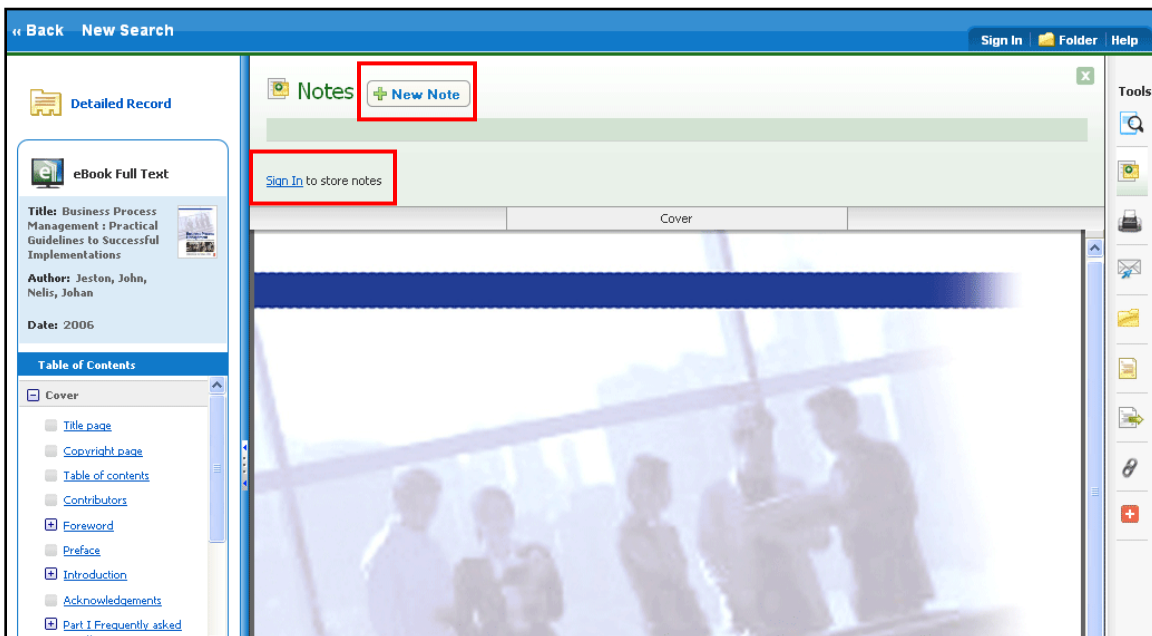 ‹‹ Back New Search
Sign In Folder Help
Detailed Record
eBook Full Text
Title: Business Process
Management : Practical
Guidelines to Successful
Implementations
Author: Jeston, John,
Nelis, Johan
Date: 2006
Table of Contents
Cover
Title page
Copyright page
Table of contents
Contributors
Foreword
Preface
Introduction
Acknowledgements
Part I Frequently asked
Notes New Note
Sign In to store notes
Cover
Tools